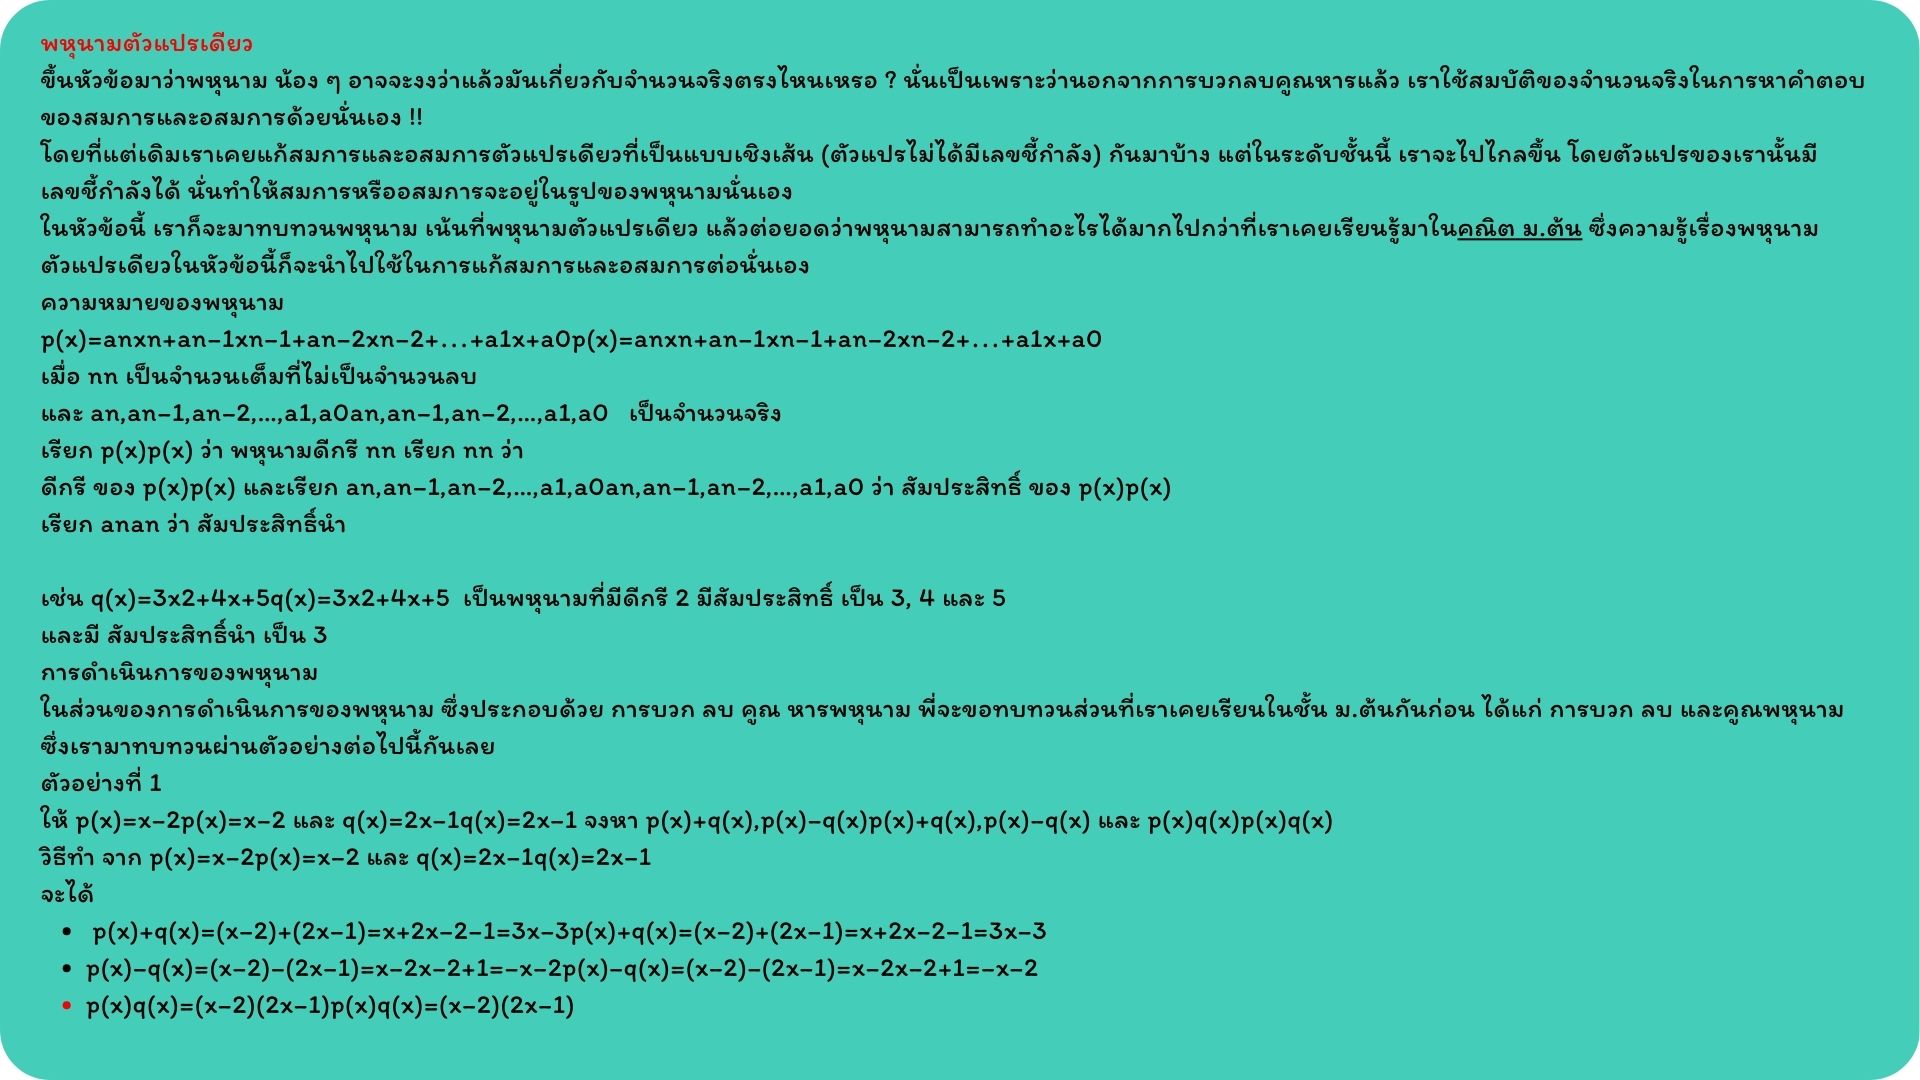 พหุนามตัวแปรเดียว
ขึ้นหัวข้อมาว่าพหุนาม น้อง ๆ อาจจะงงว่าแล้วมันเกี่ยวกับจำนวนจริงตรงไหนเหรอ ? นั่นเป็นเพราะว่านอกจากการบวกลบคูณหารแล้ว เราใช้สมบัติของจำนวนจริงในการหาคำตอบ
ของสมการและอสมการด้วยนั่นเอง !!
โดยที่แต่เดิมเราเคยแก้สมการและอสมการตัวแปรเดียวที่เป็นแบบเชิงเส้น (ตัวแปรไม่ได้มีเลขชี้กำลัง) กันมาบ้าง แต่ในระดับชั้นนี้ เราจะไปไกลขึ้น โดยตัวแปรของเรานั้นมี
เลขชี้กำลังได้ นั่นทำให้สมการหรืออสมการจะอยู่ในรูปของพหุนามนั่นเอง
ในหัวข้อนี้ เราก็จะมาทบทวนพหุนาม เน้นที่พหุนามตัวแปรเดียว แล้วต่อยอดว่าพหุนามสามารถทำอะไรได้มากไปกว่าที่เราเคยเรียนรู้มาในคณิต ม.ต้น ซึ่งความรู้เรื่องพหุนาม
ตัวแปรเดียวในหัวข้อนี้ก็จะนำไปใช้ในการแก้สมการและอสมการต่อนั่นเอง
ความหมายของพหุนาม
p(x)=anxn+an−1xn−1+an−2xn−2+…+a1x+a0p(x)=anxn+an−1xn−1+an−2xn−2+…+a1x+a0
เมื่อ nn เป็นจำนวนเต็มที่ไม่เป็นจำนวนลบ
และ an,an−1,an−2,...,a1,a0an,an−1,an−2,...,a1,a0 เป็นจำนวนจริง
เรียก p(x)p(x) ว่า พหุนามดีกรี nn เรียก nn ว่า
ดีกรี ของ p(x)p(x) และเรียก an,an−1,an−2,...,a1,a0an,an−1,an−2,...,a1,a0 ว่า สัมประสิทธิ์ ของ p(x)p(x)
เรียก anan ว่า สัมประสิทธิ์นำ
เช่น q(x)=3x2+4x+5q(x)=3x2+4x+5 เป็นพหุนามที่มีดีกรี 2 มีสัมประสิทธิ์ เป็น 3, 4 และ 5
และมี สัมประสิทธิ์นำ เป็น 3
การดำเนินการของพหุนาม
ในส่วนของการดำเนินการของพหุนาม ซึ่งประกอบด้วย การบวก ลบ คูณ หารพหุนาม พี่จะขอทบทวนส่วนที่เราเคยเรียนในชั้น ม.ต้นกันก่อน ได้แก่ การบวก ลบ และคูณพหุนาม
ซึ่งเรามาทบทวนผ่านตัวอย่างต่อไปนี้กันเลย
ตัวอย่างที่ 1
ให้ p(x)=x−2p(x)=x−2 และ q(x)=2x−1q(x)=2x−1 จงหา p(x)+q(x),p(x)−q(x)p(x)+q(x),p(x)−q(x) และ p(x)q(x)p(x)q(x)
วิธีทำ จาก p(x)=x−2p(x)=x−2 และ q(x)=2x−1q(x)=2x−1
จะได้
• p(x)+q(x)=(x−2)+(2x−1)=x+2x−2−1=3x−3p(x)+q(x)=(x−2)+(2x−1)=x+2x−2−1=3x−3
• p(x)−q(x)=(x−2)−(2x−1)=x−2x−2+1=−x−2p(x)−q(x)=(x−2)−(2x−1)=x−2x−2+1=−x−2
• p(x)q(x)=(x−2)(2x−1)p(x)q(x)=(x−2)(2x−1)